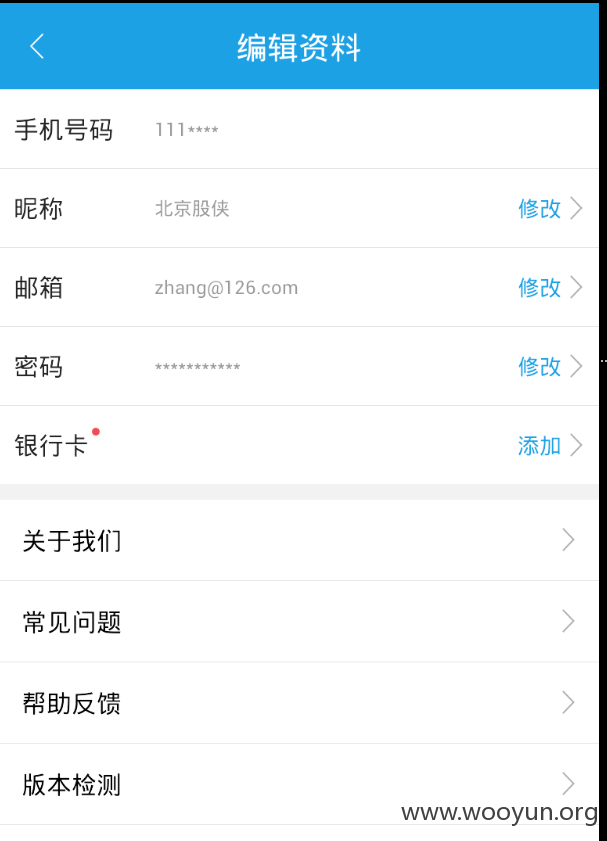 编辑资料
手机号码 111****
昵称 北京股侠 修改
邮箱 zhang@126.com 修改
密码 *********** 修改
银行卡 添加
关于我们
常见问题
帮助反馈
版本检测
www.wooyun.org